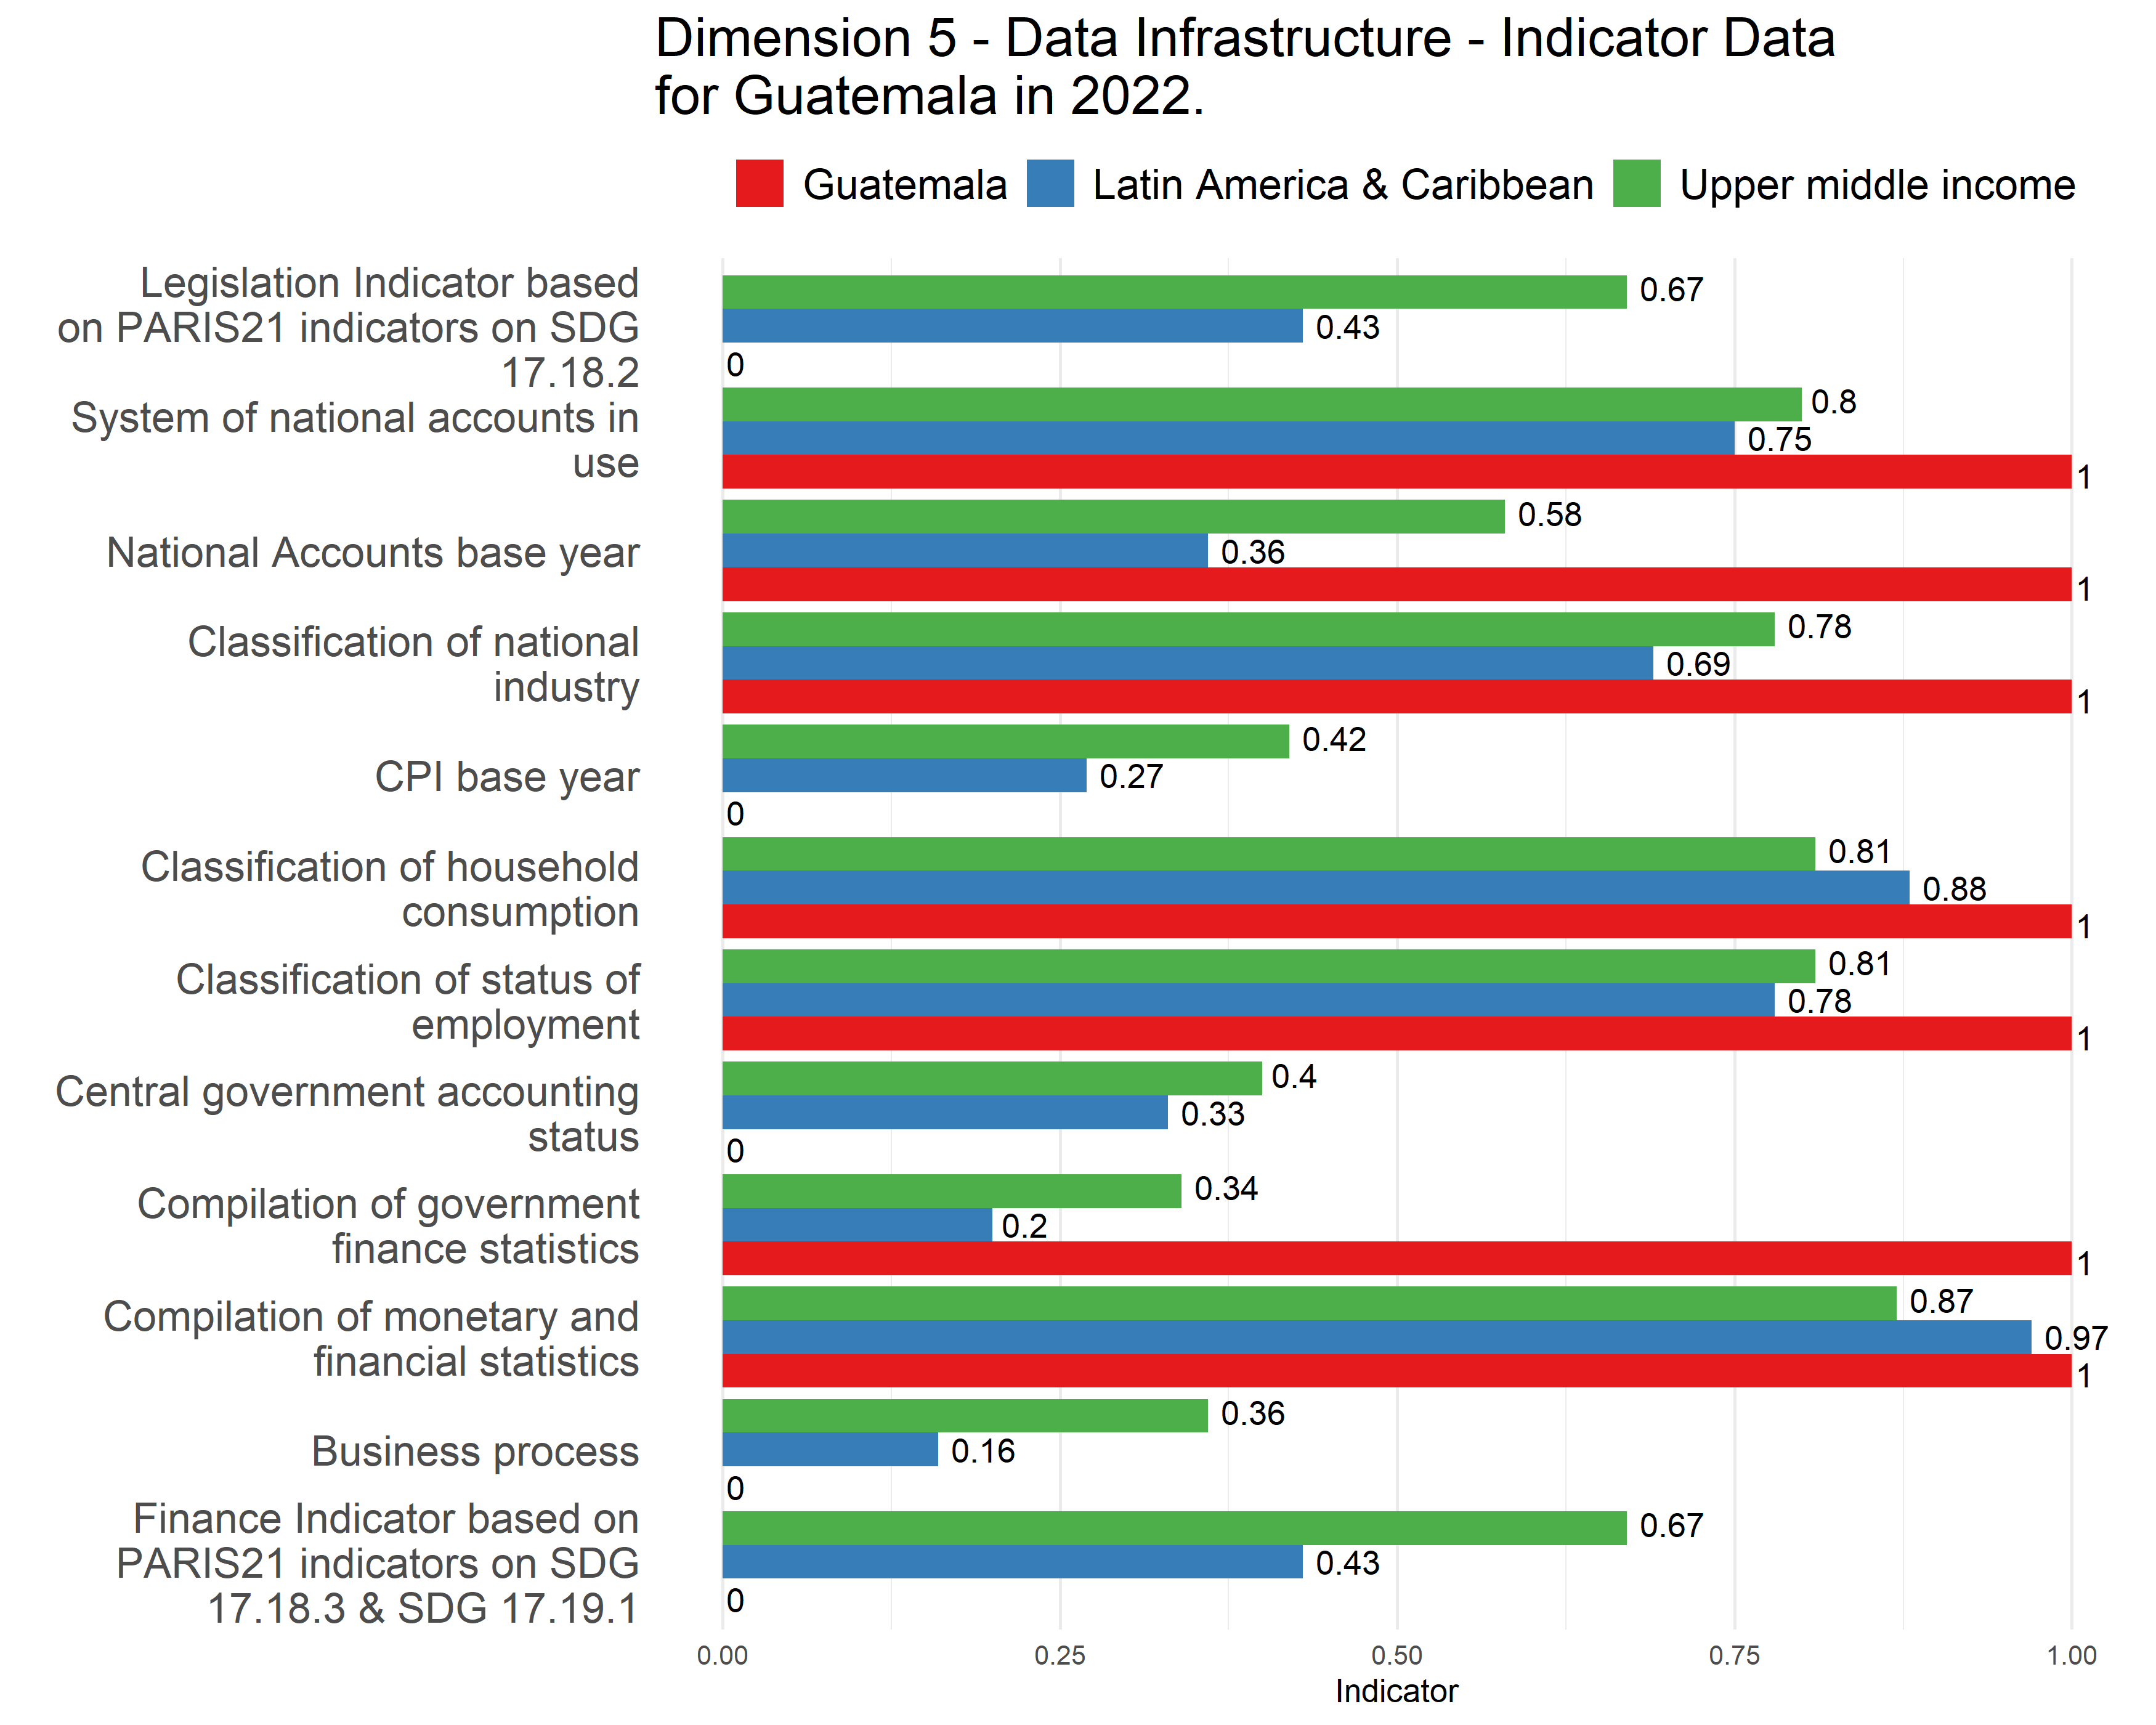 Dimension 5 - Data Infrastructure - Indicator Data
for Guatemala in 2022.
Guatemala
Latin America & Caribbean
Upper middle income
Legislation Indicator based
on PARIS21 indicators on SDG
17.18.2
0.67
0.43
0
System of national accounts in
use
0.8
0.75
1
National Accounts base year
0.58
0.36
1
Classification of national
industry
0.78
0.69
1
CPI base year
0.42
0.27
0
Classification of household
consumption
0.81
0.88
1
Classification of status of
employment
0.81
0.78
1
Central government accounting
status
0.4
0.33
0
Compilation of government
finance statistics
0.34
0.2
1
Compilation of monetary and
financial statistics
0.87
0.97
1
Business process
0.36
0.16
0
Finance Indicator based on
PARIS21 indicators on SDG
17.18.3 & SDG 17.19.1
0.67
0.43
0
0.00
0.25
0.50
0.75
1.00
Indicator